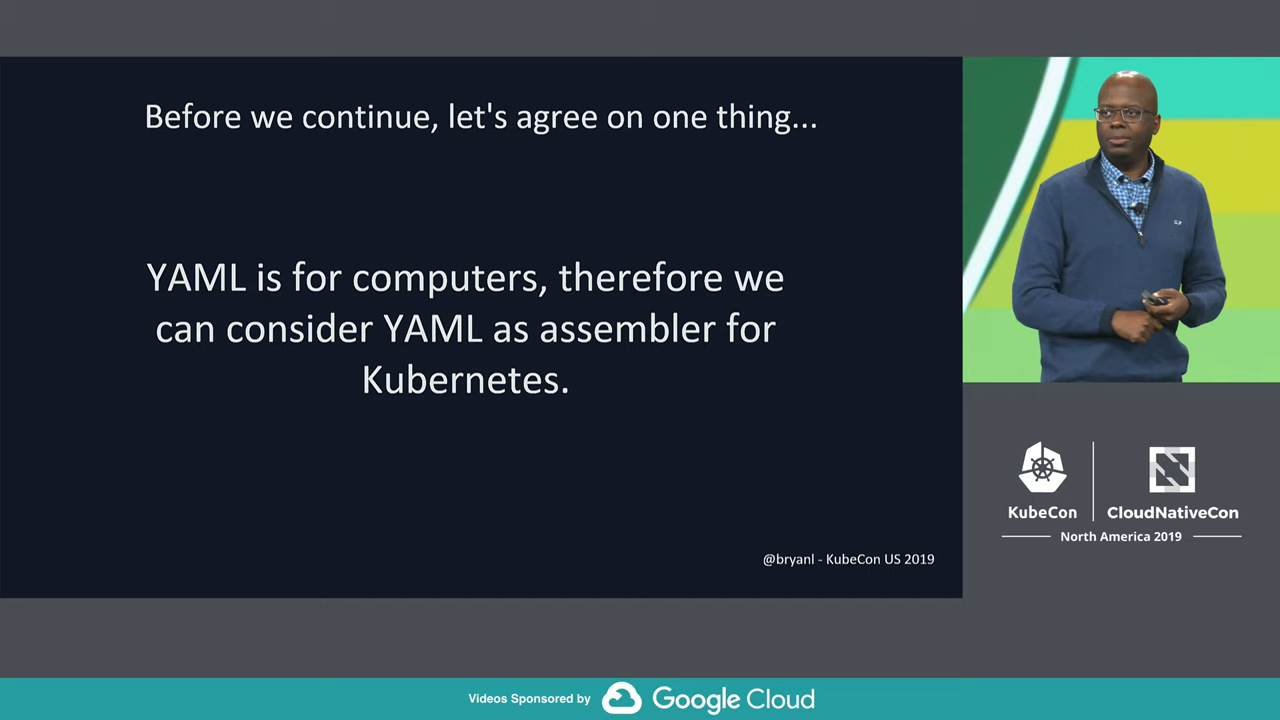 Before we continue, let's agree on one thing...
YAML is for computers, therefore we
can consider YAML as assembler for
Kubernetes.
@bryanl - KubeCon US 2019
KubeCon
CloudNativeCon
North America 2019
Videos Sponsored by
Google Cloud